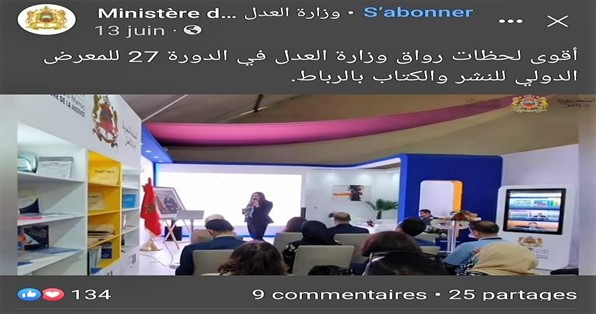 Ministère d... وزارة العدل • S'abonner
13 juin
أقوى لحظات رواق وزارة العدل في الدورة 27 للمعرض
الدولي للنشر والكتاب بالرباط.
134
9 commentaires • 25 partages